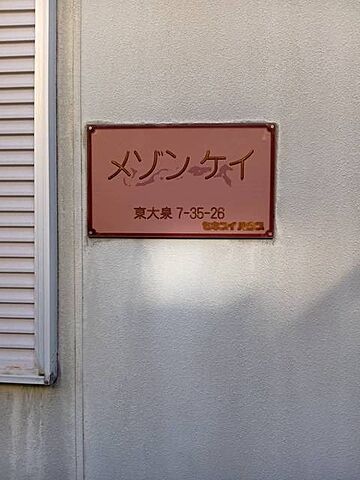 メゾン ケイ
東大泉 7-35-26
セキスイ ハウス